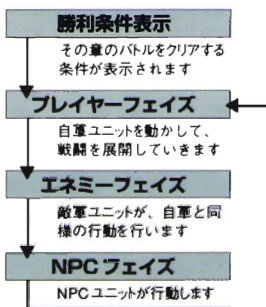 勝利条件表示
その章のバトルをクリアする
条件が表示されます
プレイヤーフェイズ
自軍ユニットを動かして、
戦闘を展開していきます
エネミーフェイズ
敵軍ユニットが、自軍と同
様の行動を行います
NPCフェイズ
NPCユニットが行動します